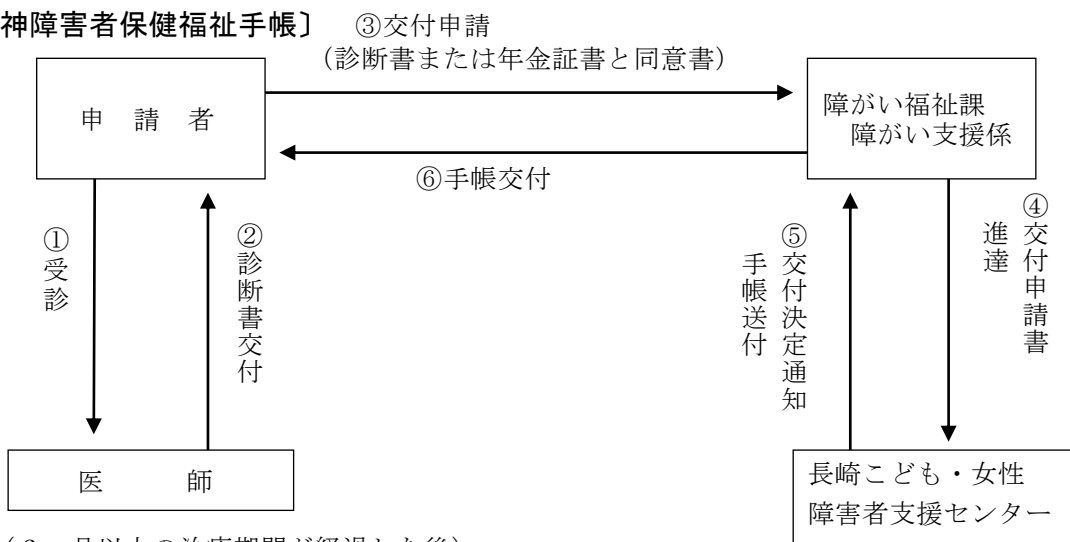 神障害者保健福祉手帳〕 ③交付申請
(診断書または年金証書と同意書)
申請者
障がい福祉課
障がい支援係
⑥手帳交付
①受診
②診断書交付
⑤交付決定通知
手帳送付
④交付申請書
進達
医師
長崎こども・女性
障害者支援センター